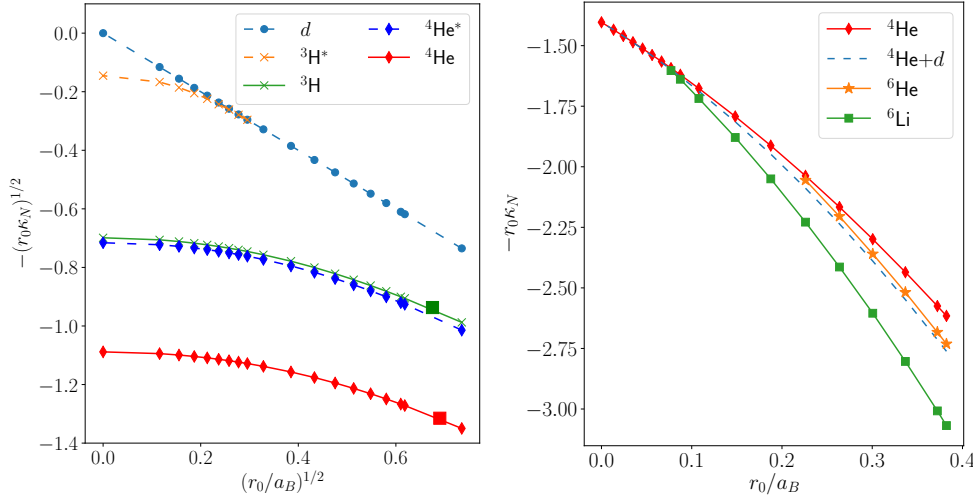 0.0
−0.2
−0.4
−0.6
−0.8
−1.0
−1.2
−1.4
−(r₀κ_N)^{1/2}
d
³H*
³H
⁴He*
⁴He
0.0 0.2 0.4 0.6
(r₀/a_B)^{1/2}
−1.50
−1.75
−2.00
−2.25
−2.50
−2.75
−3.00
−r₀κ_N
⁴He
⁴He+d
⁶He
⁶Li
0.0 0.1 0.2 0.3 0.4
r₀/a_B